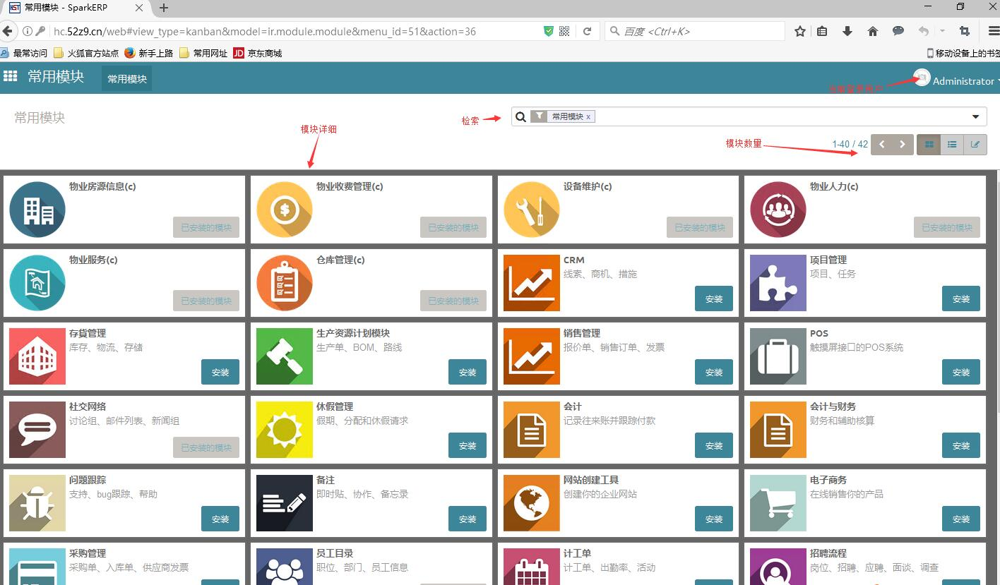 常用模块 - SparkERP
hc.52z9.cn/web#view_type=kanban&model=ir.module.module&menu_id=51&action=36
百度 <Ctrl+K>
最常访问 火狐官方站点 新手上路 常用网址 JD 京东商城
移动设备上的书签
常用模块 常用模块
Administrator
常用模块
检索
常用模块 x
模块详细
模块数量
1-40 / 42
物业房源信息(c)
已安装的模块
物业收费管理(c)
已安装的模块
设备维护(c)
已安装的模块
物业人力(c)
已安装的模块
物业服务(c)
已安装的模块
仓库管理(c)
已安装的模块
CRM
线索、商机、措施
安装
项目管理
项目、任务
安装
存货管理
库存、物流、存储
安装
生产资源计划模块
生产单、BOM、路线
安装
销售管理
报价单、销售订单、发票
安装
POS
触摸屏接口的POS系统
安装
社交网络
讨论组、邮件列表、新闻组
已安装的模块
休假管理
假期、分配和休假请求
安装
会计
记录往来账并跟踪付款
安装
会计与财务
财务和辅助核算
安装
问题跟踪
支持、bug跟踪、帮助
安装
备注
即时贴、协作、备忘录
安装
网站创建工具
创建你的企业网站
安装
电子商务
在线销售你的产品
安装
采购管理
采购单、入库单、供应商发票
员工目录
职位、部门、员工信息
计工单
计工单、出勤率、活动
招聘流程
岗位、招聘、应聘、面谈、调查